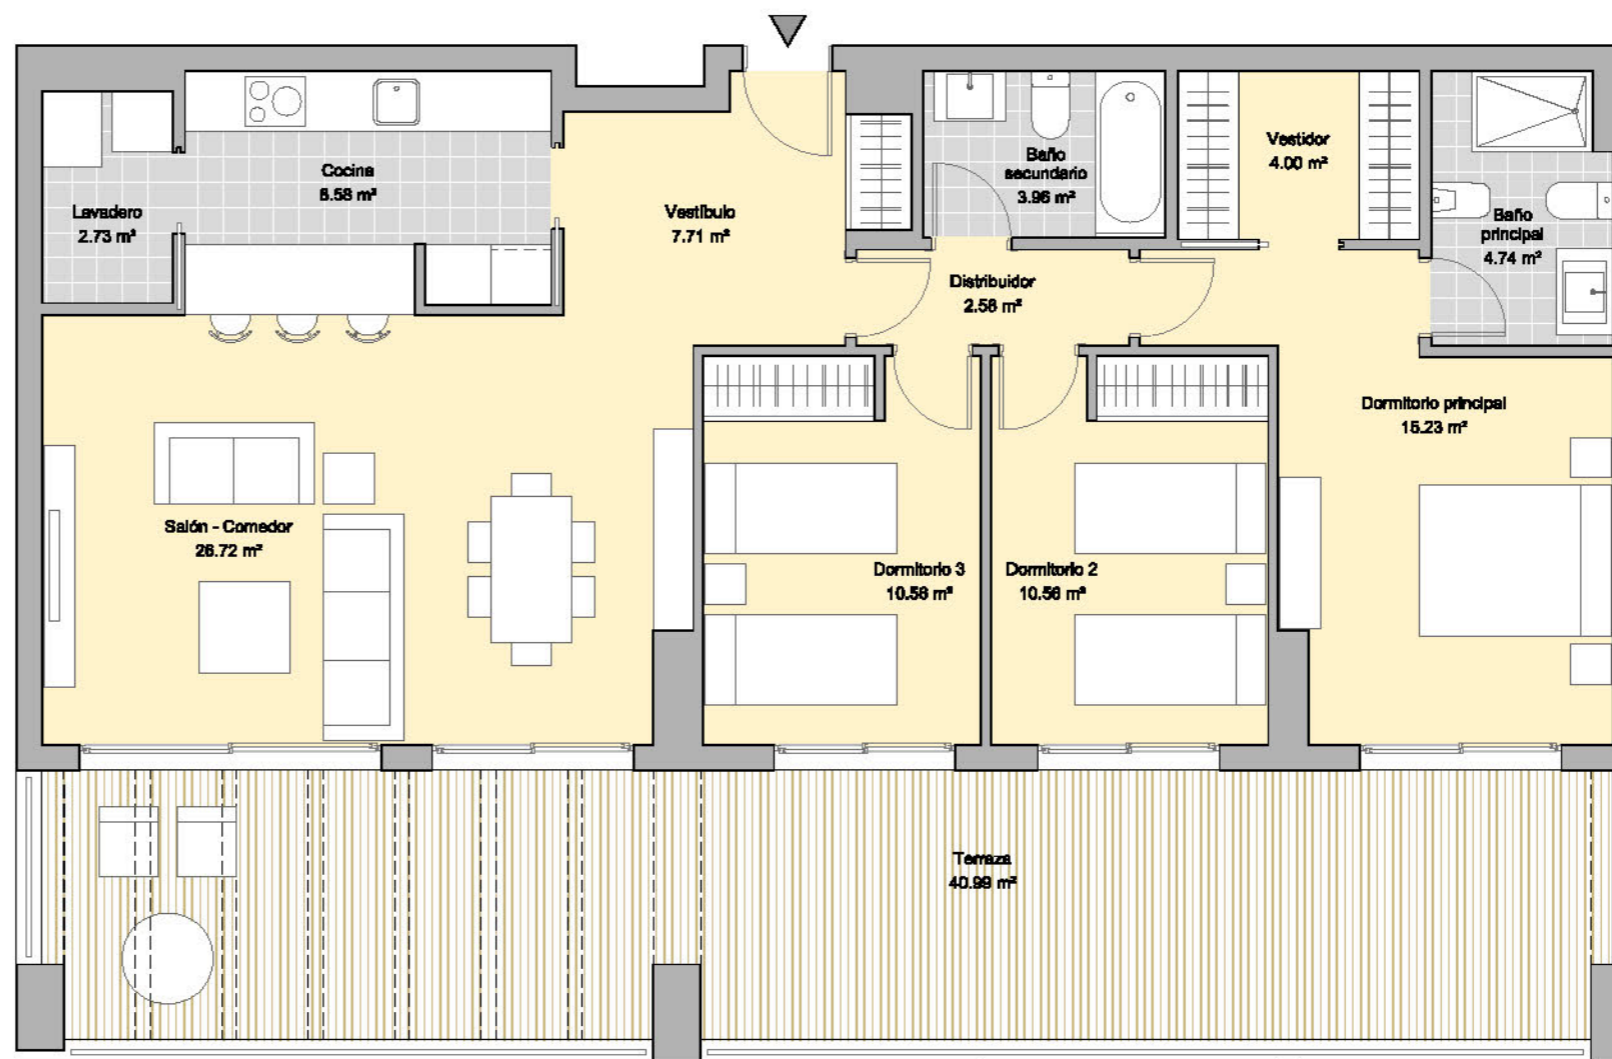 Cocina
8.58 m²
Lavadero
2.73 m²
Vestíbulo
7.71 m²
Baño
secundario
3.96 m²
Vestidor
4.00 m²
Baño
principal
4.74 m²
Distribuidor
2.58 m²
Dormitorio principal
15.23 m²
Salón - Comedor
26.72 m²
Dormitorio 3
10.56 m²
Dormitorio 2
10.56 m²
Terraza
40.99 m²